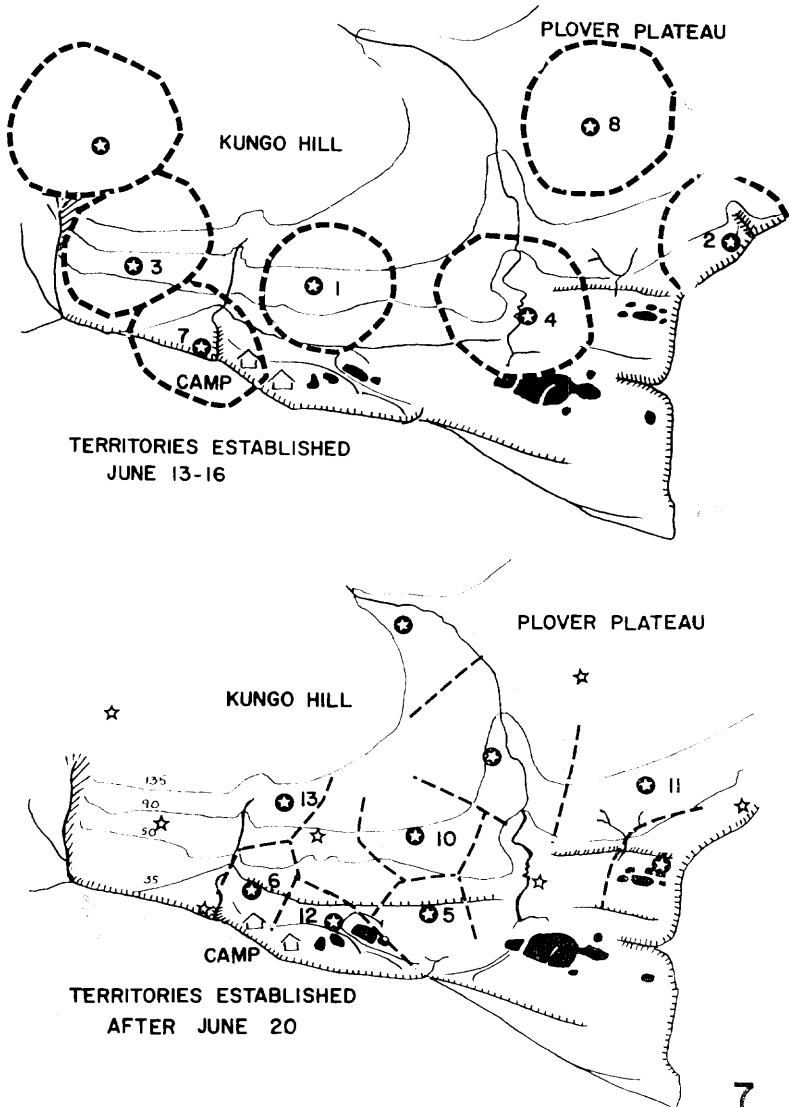 PLOVER PLATEAU
8
KUNGO HILL
2
3
1
4
7
CAMP
TERRITORIES ESTABLISHED
JUNE 13-16
PLOVER PLATEAU
KUNGO HILL
135
13
11
90
50
10
35
6
12
5
CAMP
TERRITORIES ESTABLISHED
AFTER JUNE 20
7